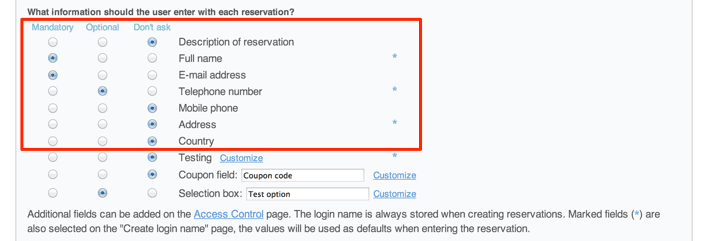 What information should the user enter with each reservation?
Mandatory Optional Don't ask
Description of reservation
Full name *
E-mail address
Telephone number *
Mobile phone
Address *
Country
Testing Customize *
Coupon field: Coupon code Customize
Selection box: Test option Customize
Additional fields can be added on the Access Control page. The login name is always stored when creating reservations. Marked fields (*) are
also selected on the "Create login name" page, the values will be used as defaults when entering the reservation.